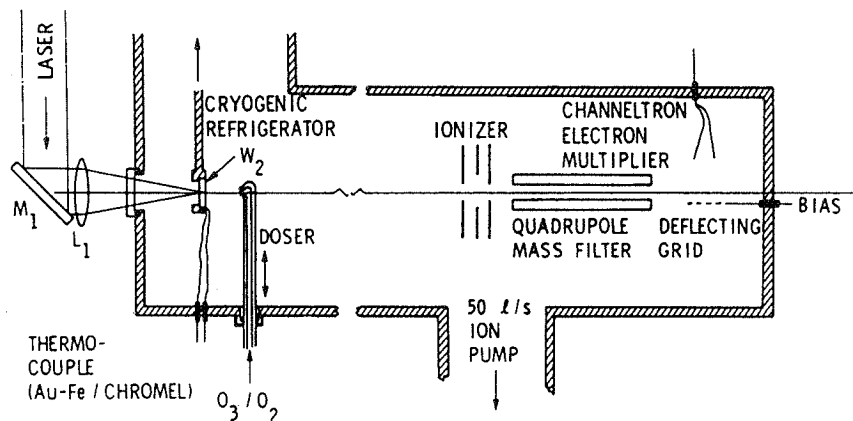 LASER
M1
L1
CRYOGENIC
REFRIGERATOR
W2
DOSER
IONIZER
CHANNELTRON
ELECTRON
MULTIPLIER
BIAS
QUADRUPOLE
MASS FILTER
DEFLECTING
GRID
THERMO-
COUPLE
(Au-Fe / CHROMEL)
O3 / O2
50 l/s
ION
PUMP